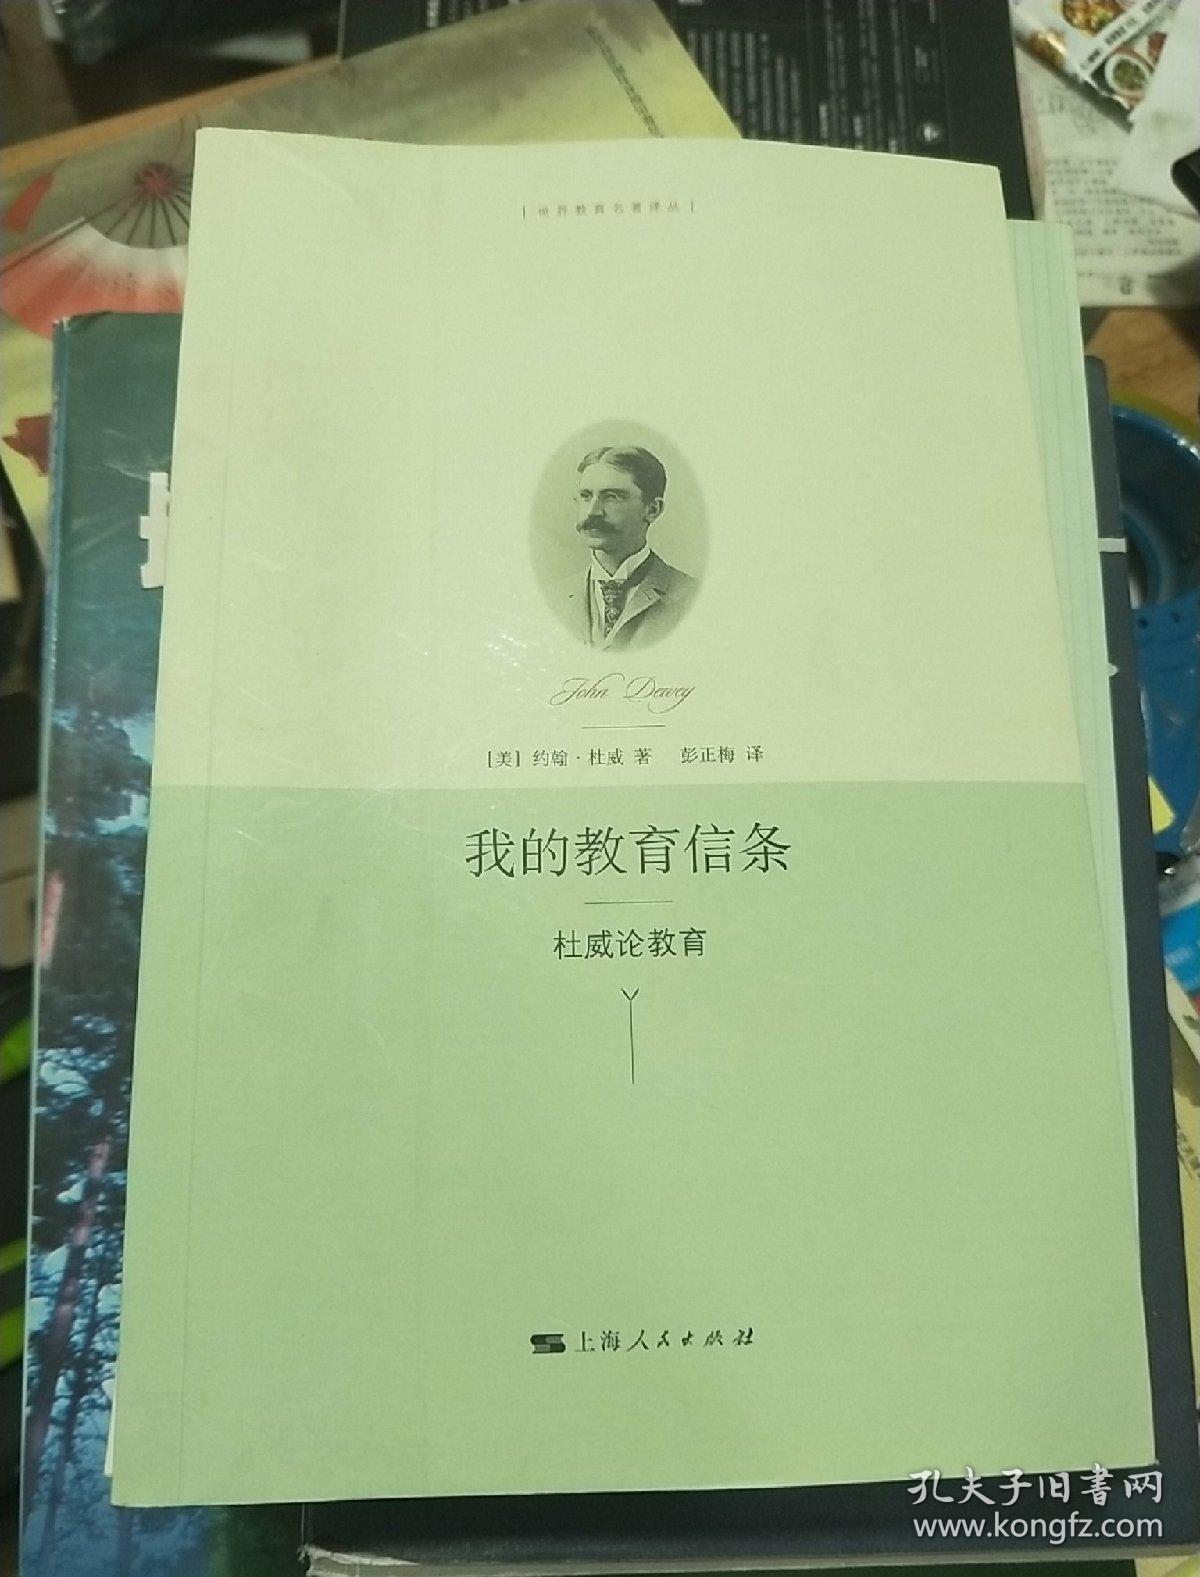 世界教育名著译丛
John Dewey
[美] 约翰·杜威 著 彭正梅 译
我的教育信条
杜威论教育
上海人民出版社
孔夫子旧书网
www.kongfz.com